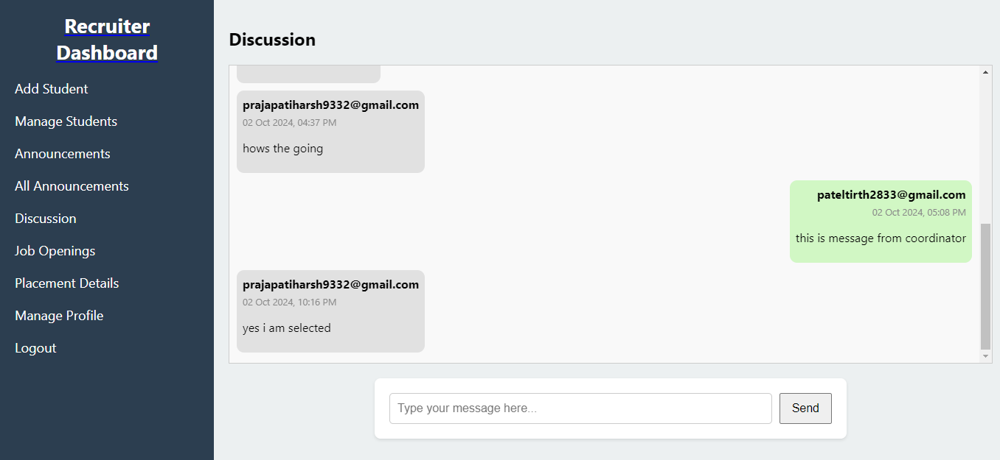 Recruiter
Dashboard
Add Student
Manage Students
Announcements
All Announcements
Discussion
Job Openings
Placement Details
Manage Profile
Logout
Discussion
prajapatiharsh9332@gmail.com
02 Oct 2024, 04:37 PM
hows the going
pateltirth2833@gmail.com
02 Oct 2024, 05:08 PM
this is message from coordinator
prajapatiharsh9332@gmail.com
02 Oct 2024, 10:16 PM
yes i am selected
Type your message here...
Send